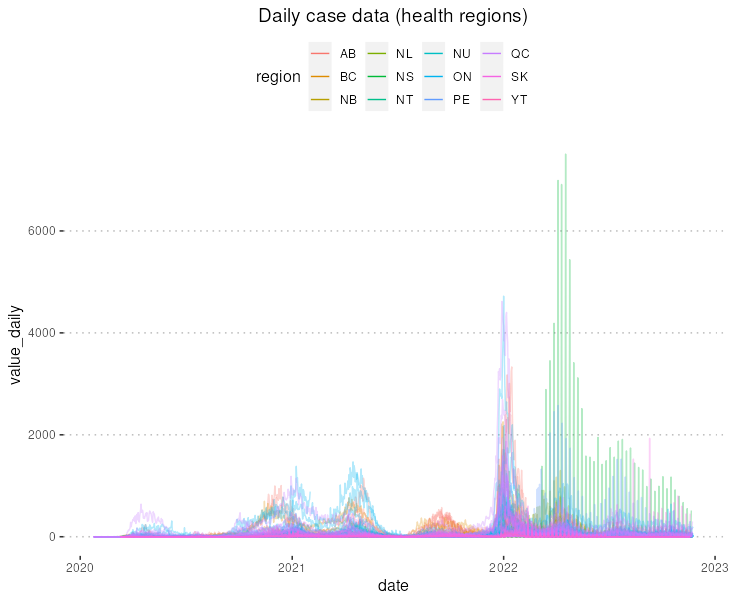 Daily case data (health regions)
region
AB NL NU QC
BC NS ON SK
NB NT PE YT
value_daily
6000
4000
2000
0
2020 2021 2022 2023
date